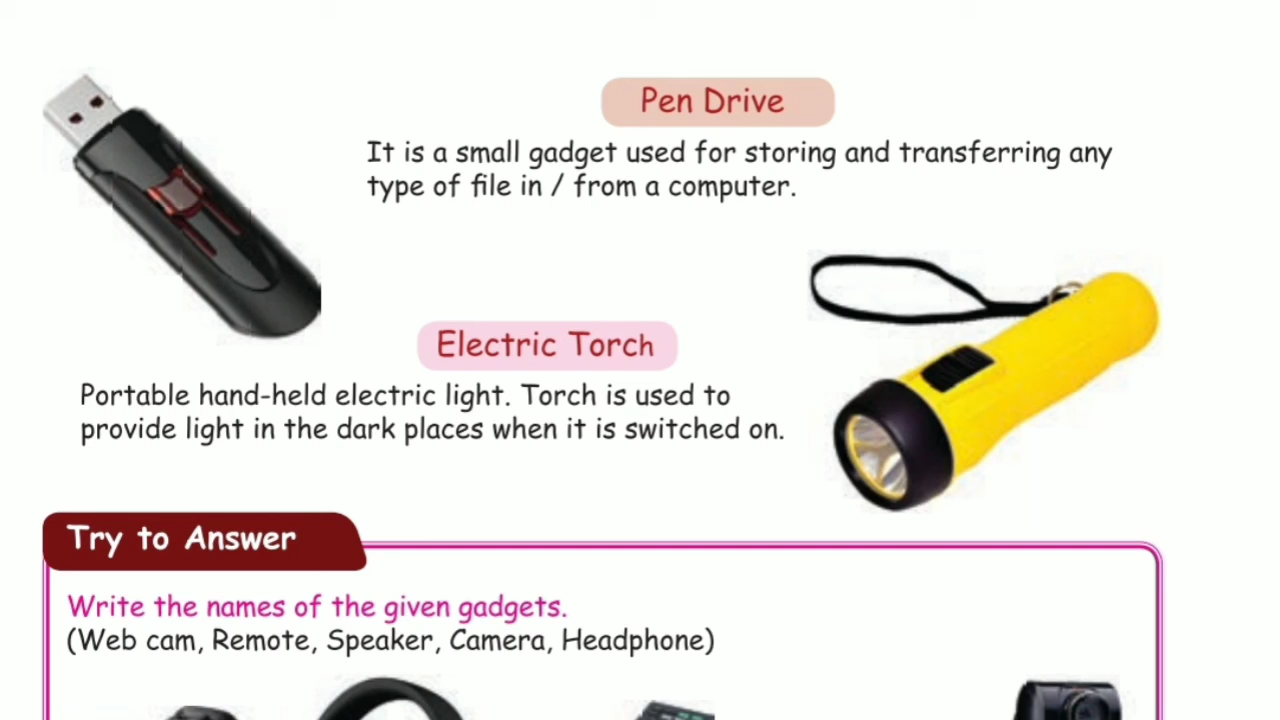 Pen Drive
It is a small gadget used for storing and transferring any
type of file in / from a computer.
Electric Torch
Portable hand-held electric light. Torch is used to
provide light in the dark places when it is switched on.
Try to Answer
Write the names of the given gadgets.
(Web cam, Remote, Speaker, Camera, Headphone)